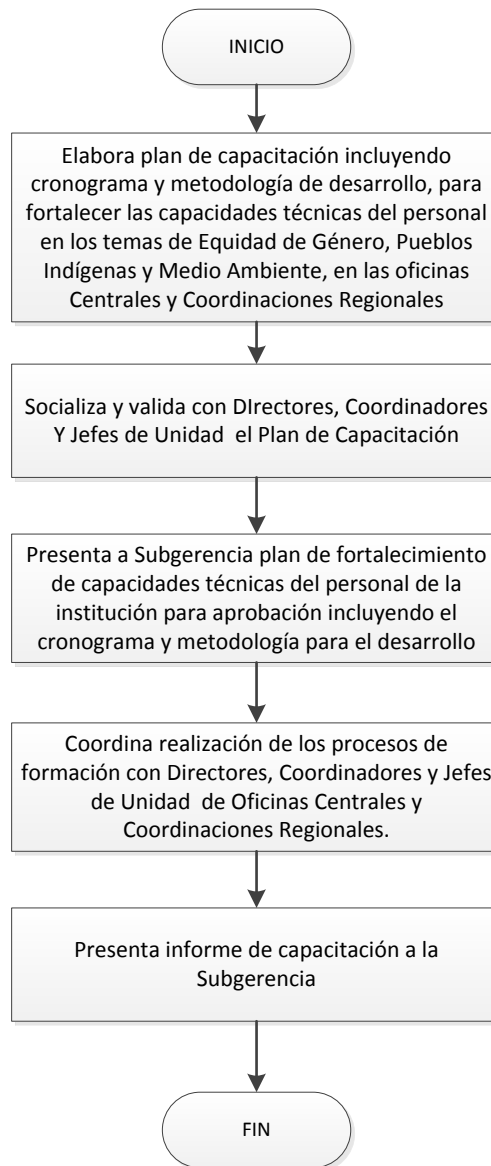 INICIO
Elabora plan de capacitación incluyendo
cronograma y metodología de desarrollo, para
fortalecer las capacidades técnicas del personal
en los temas de Equidad de Género, Pueblos
Indígenas y Medio Ambiente, en las oficinas
Centrales y Coordinaciones Regionales
Socializa y valida con DIrectores, Coordinadores
Y Jefes de Unidad el Plan de Capacitación
Presenta a Subgerencia plan de fortalecimiento
de capacidades técnicas del personal de la
institución para aprobación incluyendo el
cronograma y metodología para el desarrollo
Coordina realización de los procesos de
formación con Directores, Coordinadores y Jefes
de Unidad de Oficinas Centrales y
Coordinaciones Regionales.
Presenta informe de capacitación a la
Subgerencia
FIN